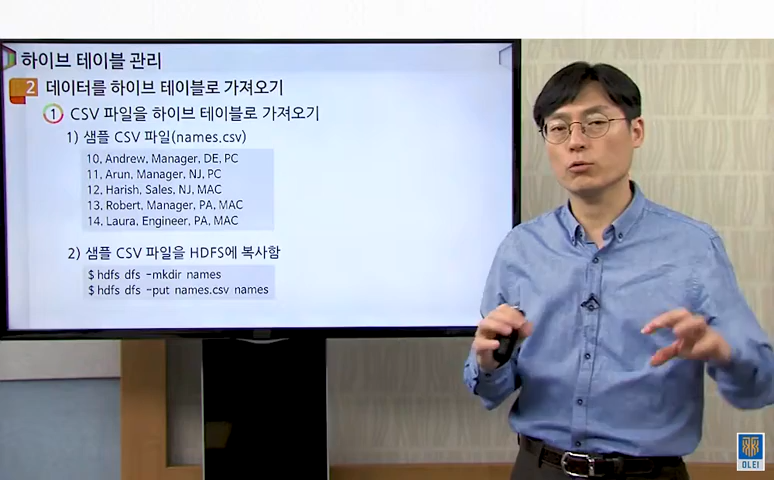 하이브 테이블 관리
2 데이터를 하이브 테이블로 가져오기
1 CSV 파일을 하이브 테이블로 가져오기
1) 샘플 CSV 파일(names.csv)
10, Andrew, Manager, DE, PC
11, Arun, Manager, NJ, PC
12, Harish, Sales, NJ, MAC
13, Robert, Manager, PA, MAC
14, Laura, Engineer, PA, MAC
2) 샘플 CSV 파일을 HDFS에 복사함
$ hdfs dfs -mkdir names
$ hdfs dfs -put names.csv names
OLEI